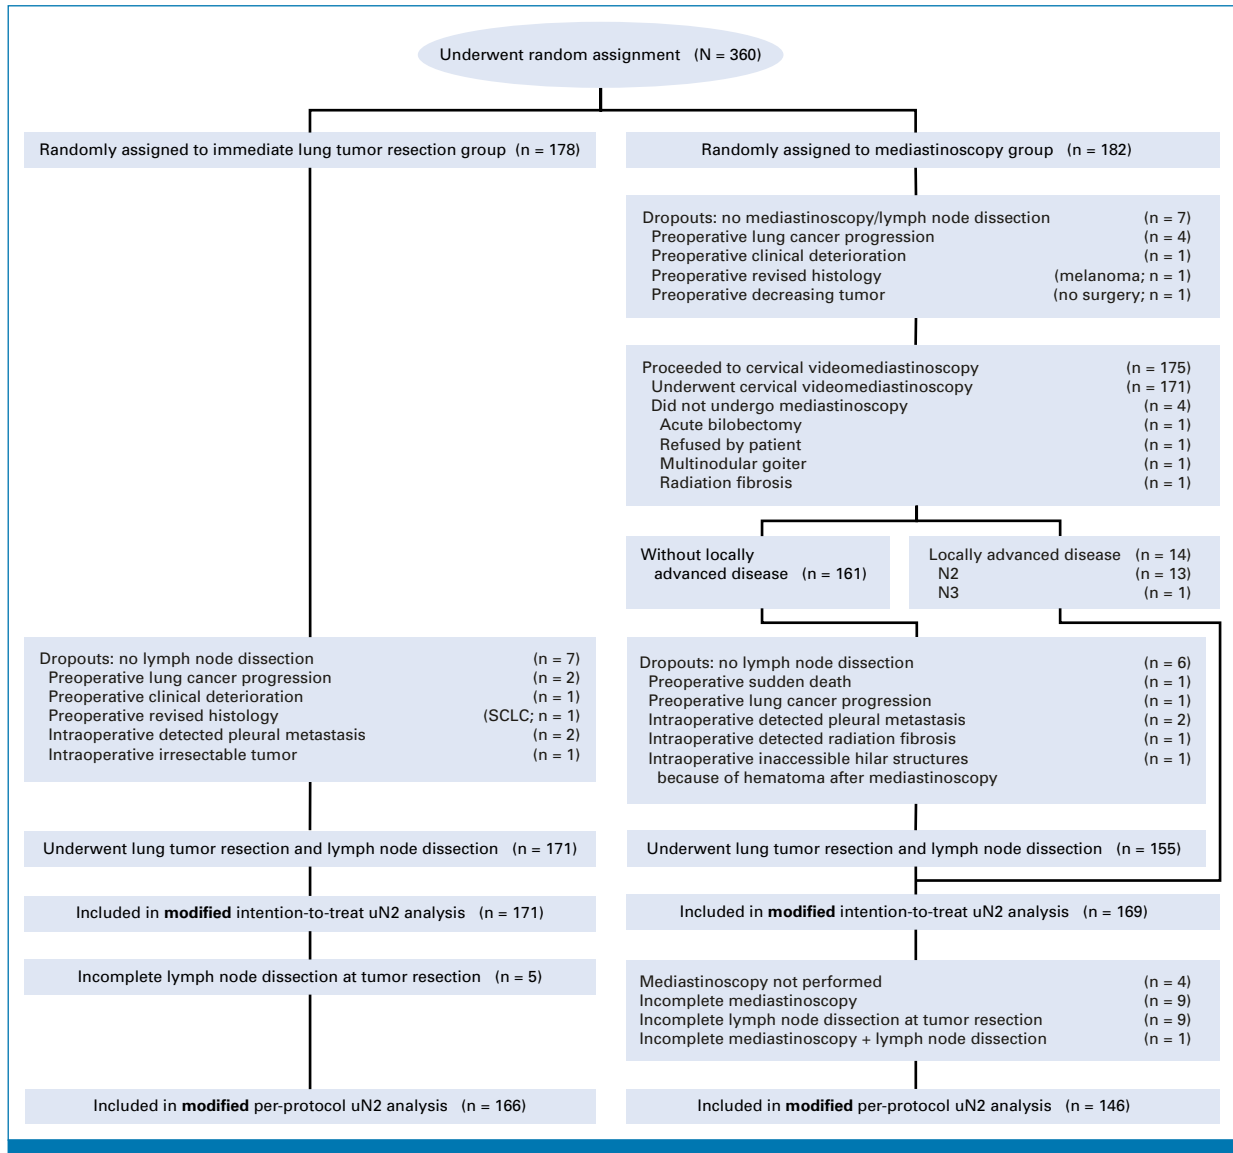 Underwent random assignment (N = 360)
Randomly assigned to immediate lung tumor resection group (n = 178)
Randomly assigned to mediastinoscopy group (n = 182)
Dropouts: no mediastinoscopy/lymph node dissection (n = 7)
Preoperative lung cancer progression (n = 4)
Preoperative clinical deterioration (n = 1)
Preoperative revised histology (melanoma; n = 1)
Preoperative decreasing tumor (no surgery; n = 1)
Proceeded to cervical videomediastinoscopy (n = 175)
Underwent cervical videomediastinoscopy (n = 171)
Did not undergo mediastinoscopy (n = 4)
Acute bilobectomy (n = 1)
Refused by patient (n = 1)
Multinodular goiter (n = 1)
Radiation fibrosis (n = 1)
Without locally
advanced disease (n = 161)
Locally advanced disease (n = 14)
N2 (n = 13)
N3 (n = 1)
Dropouts: no lymph node dissection (n = 7)
Preoperative lung cancer progression (n = 2)
Preoperative clinical deterioration (n = 1)
Preoperative revised histology (SCLC; n = 1)
Intraoperative detected pleural metastasis (n = 2)
Intraoperative irresectable tumor (n = 1)
Dropouts: no lymph node dissection (n = 6)
Preoperative sudden death (n = 1)
Preoperative lung cancer progression (n = 1)
Intraoperative detected pleural metastasis (n = 2)
Intraoperative detected radiation fibrosis (n = 1)
Intraoperative inaccessible hilar structures (n = 1)
because of hematoma after mediastinoscopy
Underwent lung tumor resection and lymph node dissection (n = 171)
Underwent lung tumor resection and lymph node dissection (n = 155)
Included in modified intention-to-treat uN2 analysis (n = 171)
Included in modified intention-to-treat uN2 analysis (n = 169)
Incomplete lymph node dissection at tumor resection (n = 5)
Mediastinoscopy not performed (n = 4)
Incomplete mediastinoscopy (n = 9)
Incomplete lymph node dissection at tumor resection (n = 9)
Incomplete mediastinoscopy + lymph node dissection (n = 1)
Included in modified per-protocol uN2 analysis (n = 166)
Included in modified per-protocol uN2 analysis (n = 146)